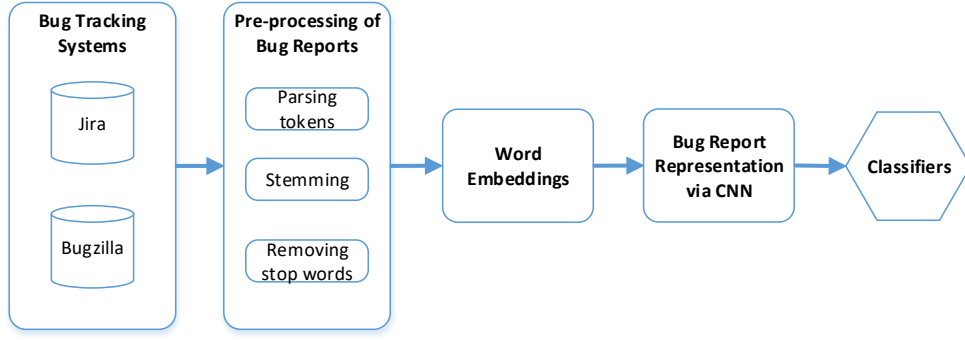 Bug Tracking
Systems
Jira
Bugzilla
Pre-processing of
Bug Reports
Parsing
tokens
Stemming
Removing
stop words
Word
Embeddings
Bug Report
Representation
via CNN
Classifiers